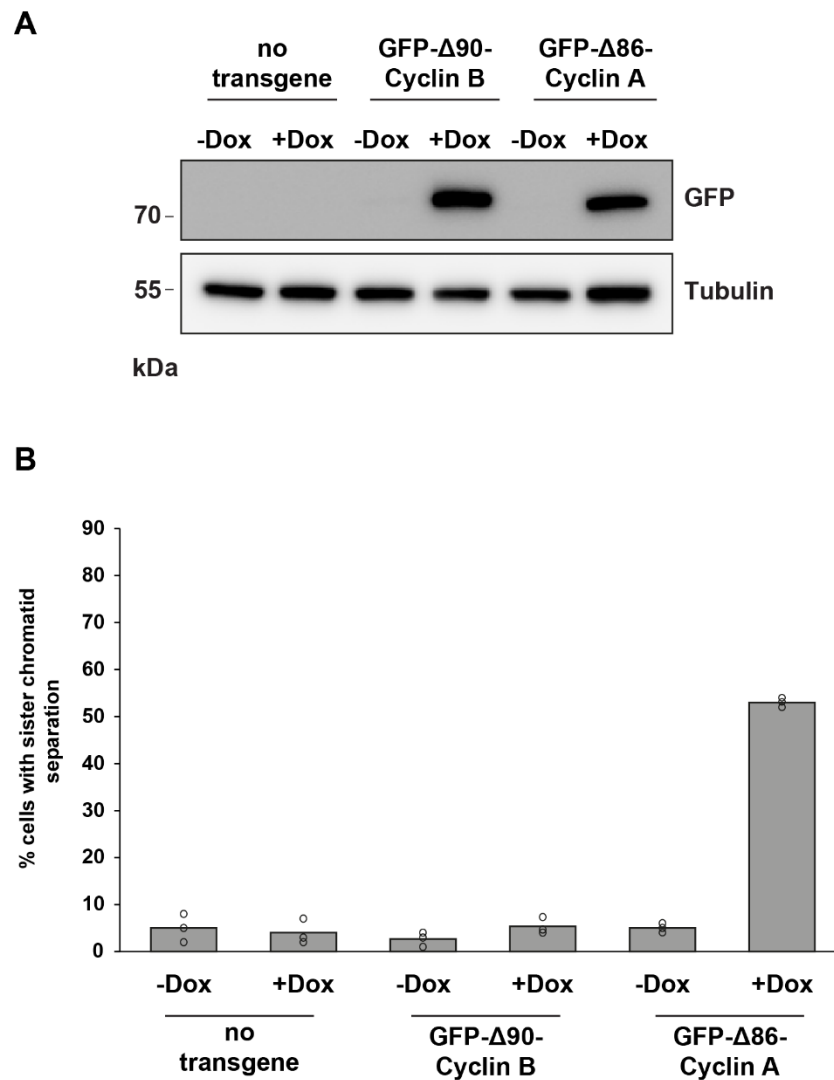 A
no
transgene
GFP-Δ90-
Cyclin B
GFP-Δ86-
Cyclin A
-Dox +Dox -Dox +Dox -Dox +Dox
70
GFP
55
Tubulin
kDa
B
% cells with sister chromatid
separation
90
80
70
60
50
40
30
20
10
0
-Dox +Dox -Dox +Dox -Dox +Dox
no
transgene
GFP-Δ90-
Cyclin B
GFP-Δ86-
Cyclin A